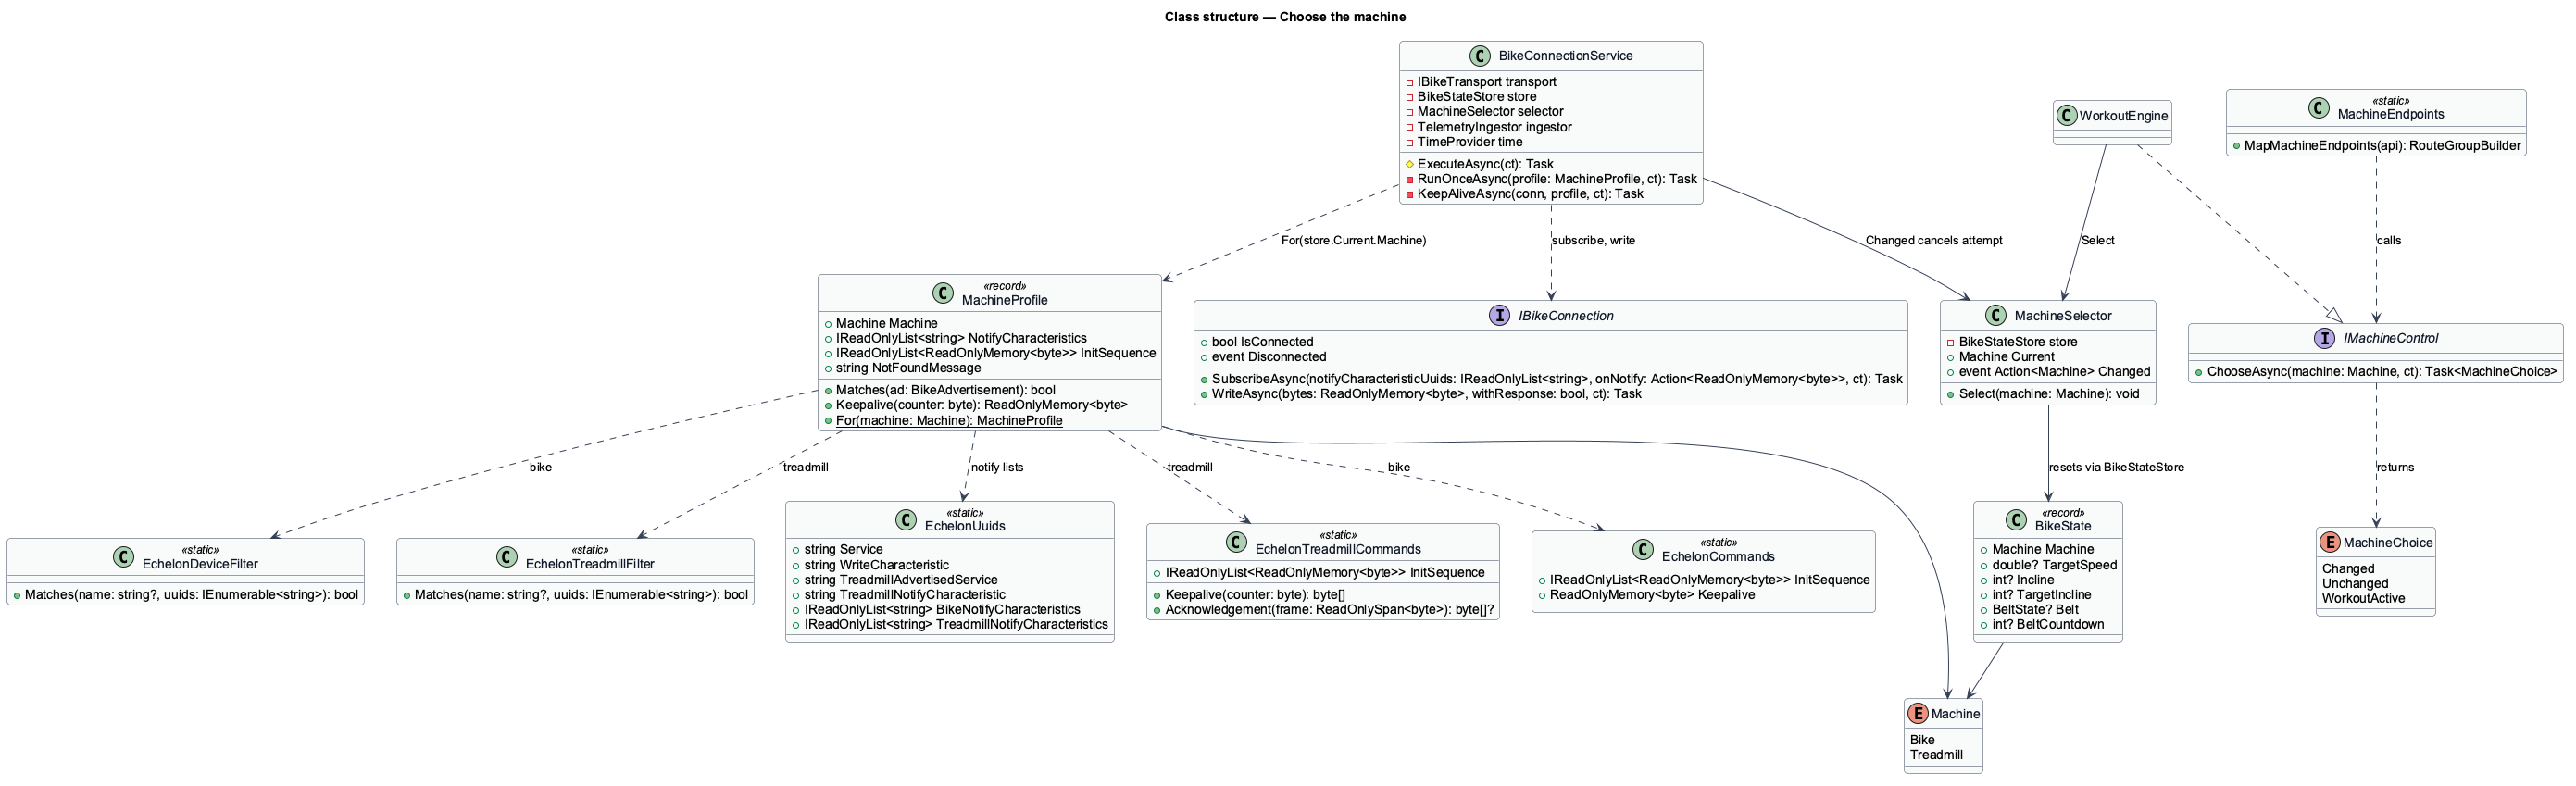 Class structure — Choose the machine
C BikeConnectionService
IBikeTransport transport
BikeStateStore store
MachineSelector selector
TelemetryIngestor ingestor
TimeProvider time
ExecuteAsync(ct): Task
RunOnceAsync(profile: MachineProfile, ct): Task
KeepAliveAsync(conn, profile, ct): Task
C WorkoutEngine
«static»
C MachineEndpoints
MapMachineEndpoints(api): RouteGroupBuilder
For(store.Current.Machine)
subscribe, write
Changed cancels attempt
Select
calls
«record»
C MachineProfile
Machine Machine
IReadOnlyList<string> NotifyCharacteristics
IReadOnlyList<ReadOnlyMemory<byte>> InitSequence
string NotFoundMessage
Matches(ad: BikeAdvertisement): bool
Keepalive(counter: byte): ReadOnlyMemory<byte>
For(machine: Machine): MachineProfile
I IBikeConnection
bool IsConnected
event Disconnected
SubscribeAsync(notifyCharacteristicUuids: IReadOnlyList<string>, onNotify: Action<ReadOnlyMemory<byte>>, ct): Task
WriteAsync(bytes: ReadOnlyMemory<byte>, withResponse: bool, ct): Task
C MachineSelector
BikeStateStore store
Machine Current
event Action<Machine> Changed
Select(machine: Machine): void
I IMachineControl
ChooseAsync(machine: Machine, ct): Task<MachineChoice>
bike
treadmill
notify lists
treadmill
bike
resets via BikeStateStore
returns
«static»
C EchelonDeviceFilter
Matches(name: string?, uuids: IEnumerable<string>): bool
«static»
C EchelonTreadmillFilter
Matches(name: string?, uuids: IEnumerable<string>): bool
«static»
C EchelonUuids
string Service
string WriteCharacteristic
string TreadmillAdvertisedService
string TreadmillNotifyCharacteristic
IReadOnlyList<string> BikeNotifyCharacteristics
IReadOnlyList<string> TreadmillNotifyCharacteristics
«static»
C EchelonTreadmillCommands
IReadOnlyList<ReadOnlyMemory<byte>> InitSequence
Keepalive(counter: byte): byte[]
Acknowledgement(frame: ReadOnlySpan<byte>): byte[]?
«static»
C EchelonCommands
IReadOnlyList<ReadOnlyMemory<byte>> InitSequence
ReadOnlyMemory<byte> Keepalive
«record»
C BikeState
Machine Machine
double? TargetSpeed
int? Incline
int? TargetIncline
BeltState? Belt
int? BeltCountdown
E MachineChoice
Changed
Unchanged
WorkoutActive
E Machine
Bike
Treadmill